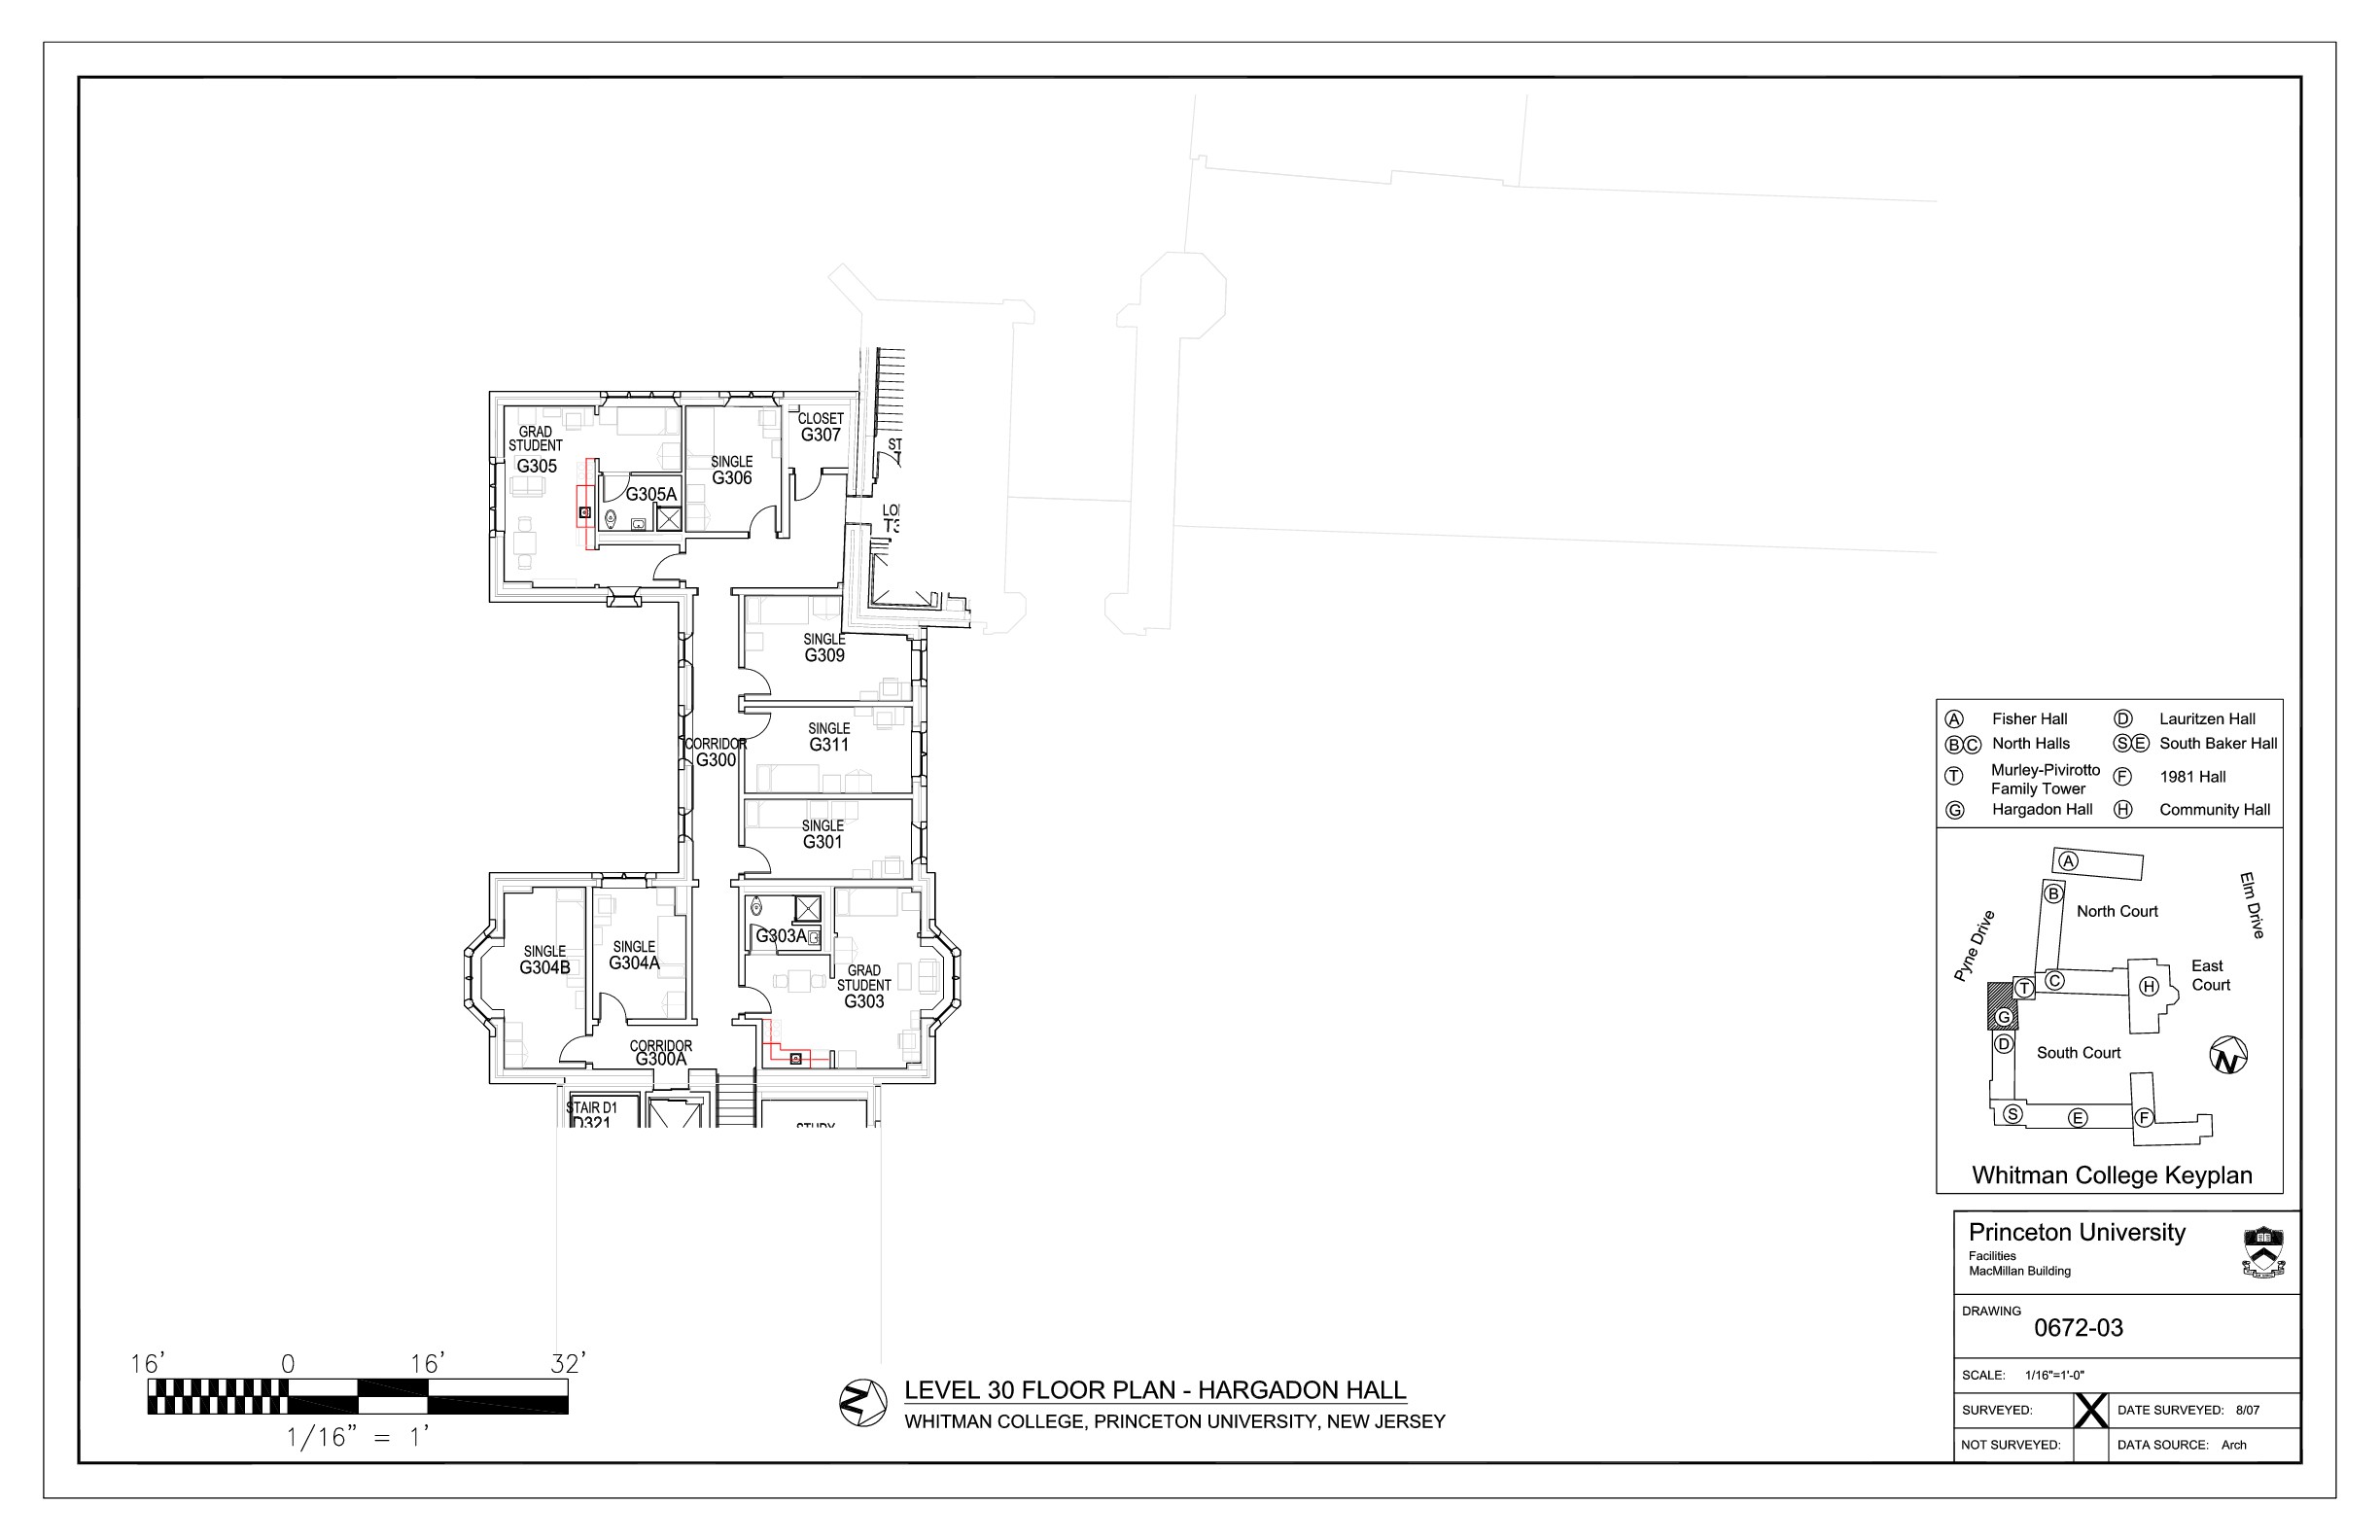 GRAD
STUDENT
G305
G305A
SINGLE
G306
CLOSET
G307
ST
LO
SINGLE
G309
SINGLE
G311
CORRIDOR
G300
SINGLE
G301
SINGLE
G304B
SINGLE
G304A
G303A
GRAD
STUDENT
G303
CORRIDOR
G300A
STAIR D1
D321
STUDY
A Fisher Hall
D Lauritzen Hall
B C North Halls
S E South Baker Hall
T Murley-Pivirotto
Family Tower
F 1981 Hall
G Hargadon Hall
H Community Hall
A
B
North Court
Elm Drive
Pyne Drive
T
C
H
East
Court
G
D
South Court
N
S
E
F
Whitman College Keyplan
Princeton University
Facilities
MacMillan Building
DRAWING
0672-03
SCALE: 1/16"=1'-0"
SURVEYED: X DATE SURVEYED: 8/07
NOT SURVEYED: DATA SOURCE: Arch
16' 0 16' 32'
1/16" = 1'
N
LEVEL 30 FLOOR PLAN - HARGADON HALL
WHITMAN COLLEGE, PRINCETON UNIVERSITY, NEW JERSEY